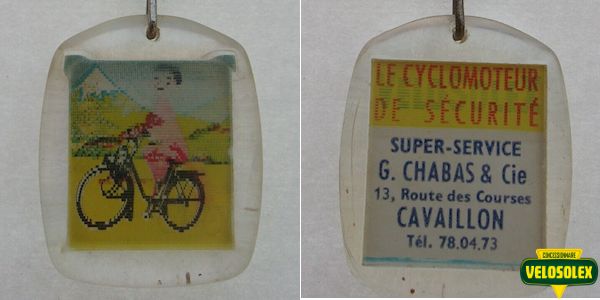 LE CYCLOMOTEUR
DE SÉCURITÉ
SUPER-SERVICE
G. CHABAS & Cie
13, Route des Courses
CAVAILLON
Tél. 78.04.73
CONCESSIONNAIRE
VELOSOLEX